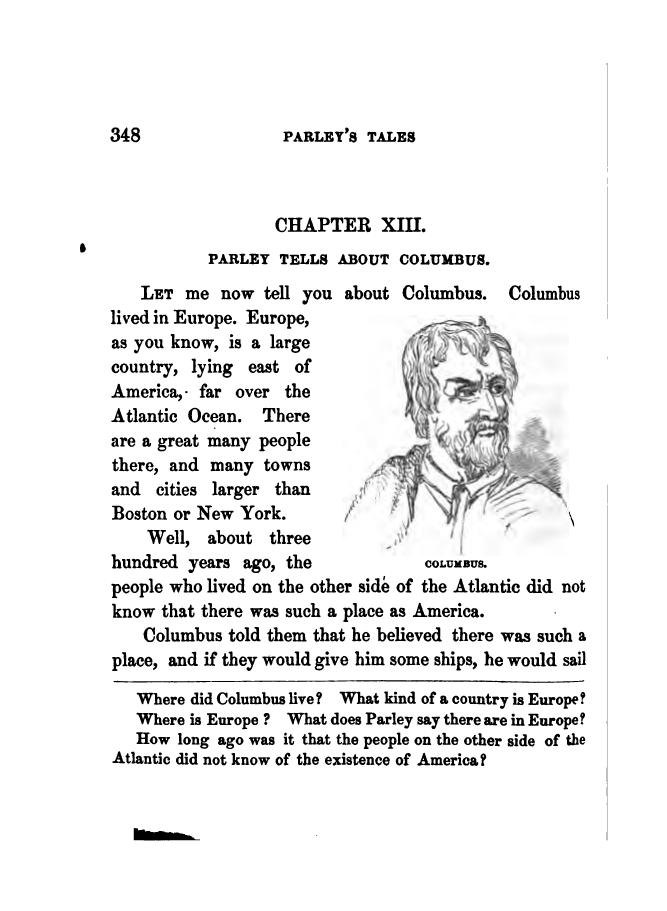 348 PARLEY'S TALES
CHAPTER XIII.
PARLEY TELLS ABOUT COLUMBUS.
LET me now tell you about Columbus. Columbus
lived in Europe. Europe,
as you know, is a large
country, lying east of
America, far over the
Atlantic Ocean. There
are a great many people
there, and many towns
and cities larger than
Boston or New York.
Well, about three
hundred years ago, the
COLUMBUS.
people who lived on the other side of the Atlantic did not
know that there was such a place as America.
Columbus told them that he believed there was such a
place, and if they would give him some ships, he would sail
Where did Columbus live? What kind of a country is Europe?
Where is Europe? What does Parley say there are in Europe?
How long ago was it that the people on the other side of the
Atlantic did not know of the existence of America?